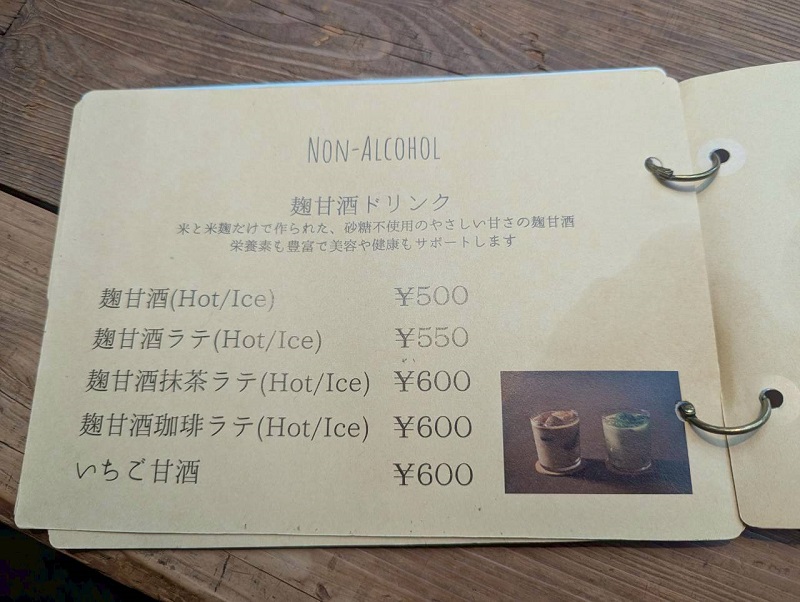 NON-ALCOHOL
麹甘酒ドリンク
米と米麹だけで作られた、砂糖不使用のやさしい甘さの麹甘酒
栄養素も豊富で美容や健康もサポートします
麹甘酒(Hot/Ice) ¥500
麹甘酒ラテ(Hot/Ice) ¥550
麹甘酒抹茶ラテ(Hot/Ice) ¥600
麹甘酒珈琲ラテ(Hot/Ice) ¥600
いちご甘酒 ¥600